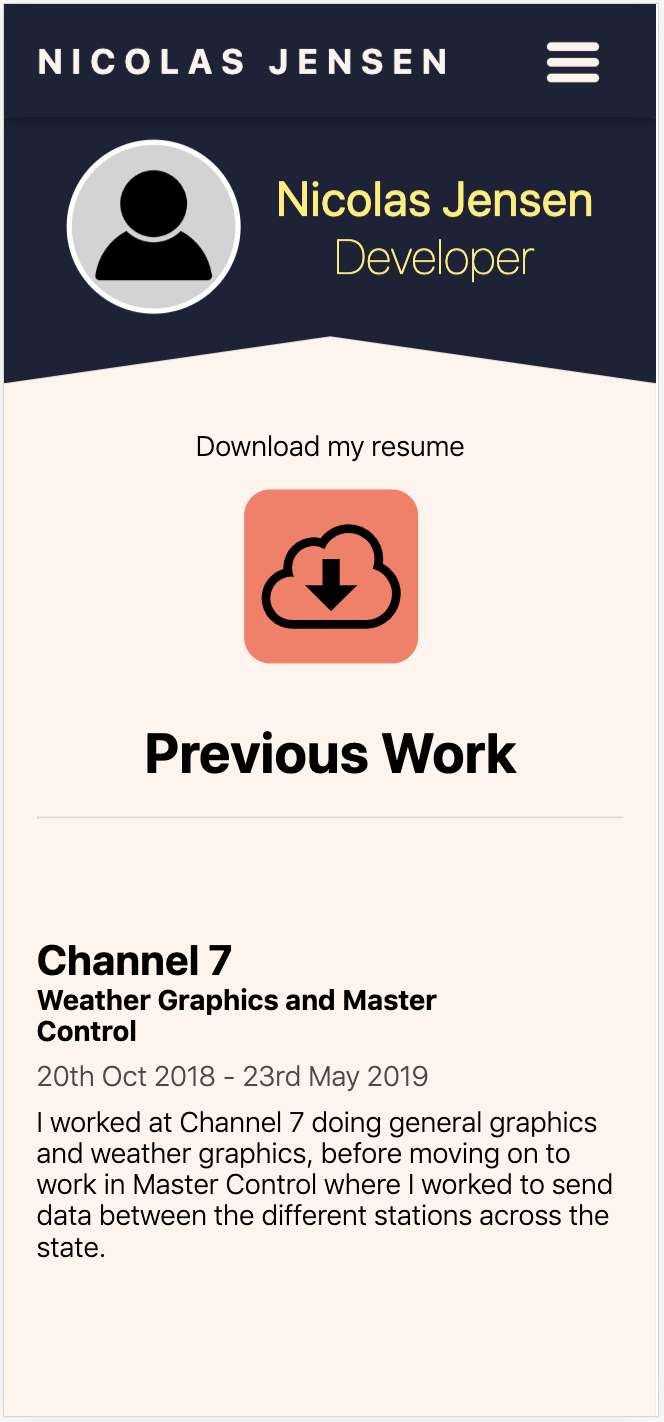 NICOLAS JENSEN
Nicolas Jensen
Developer
Download my resume
Previous Work
Channel 7
Weather Graphics and Master
Control
20th Oct 2018 - 23rd May 2019
I worked at Channel 7 doing general graphics
and weather graphics, before moving on to
work in Master Control where I worked to send
data between the different stations across the
state.